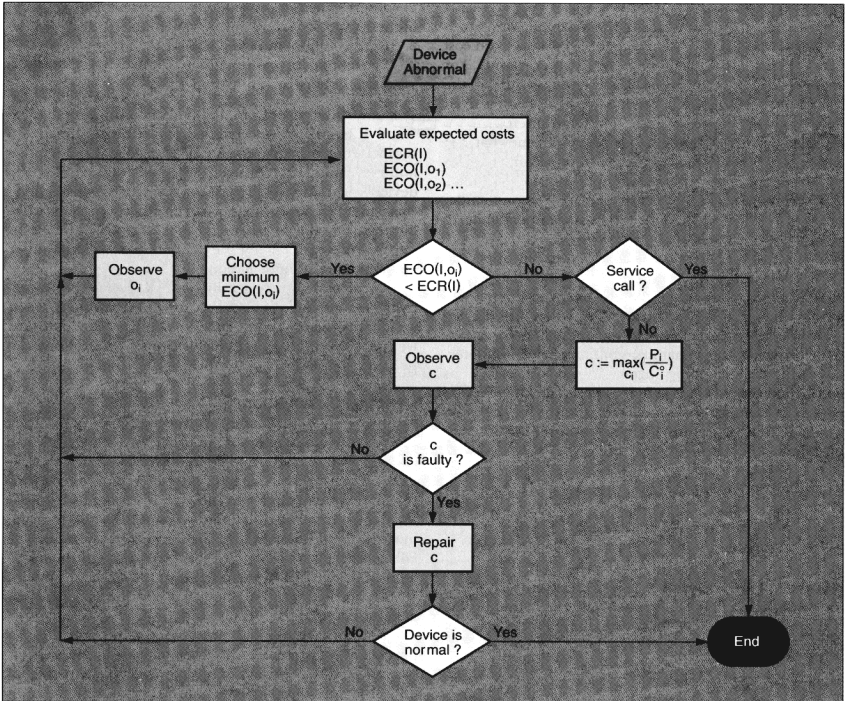 Device
Abnormal
Evaluate expected costs
ECR(I)
ECO(I,o₁)
ECO(I,o₂) ...
ECO(I,oᵢ)
< ECR(I)
Yes
No
Choose
minimum
ECO(I,oᵢ)
Observe
oᵢ
Service
call ?
Yes
No
c := max(Pᵢ/Cᵢ°)
cᵢ
Observe
c
c
is faulty ?
No
Yes
Repair
c
Device is
normal ?
No
Yes
End